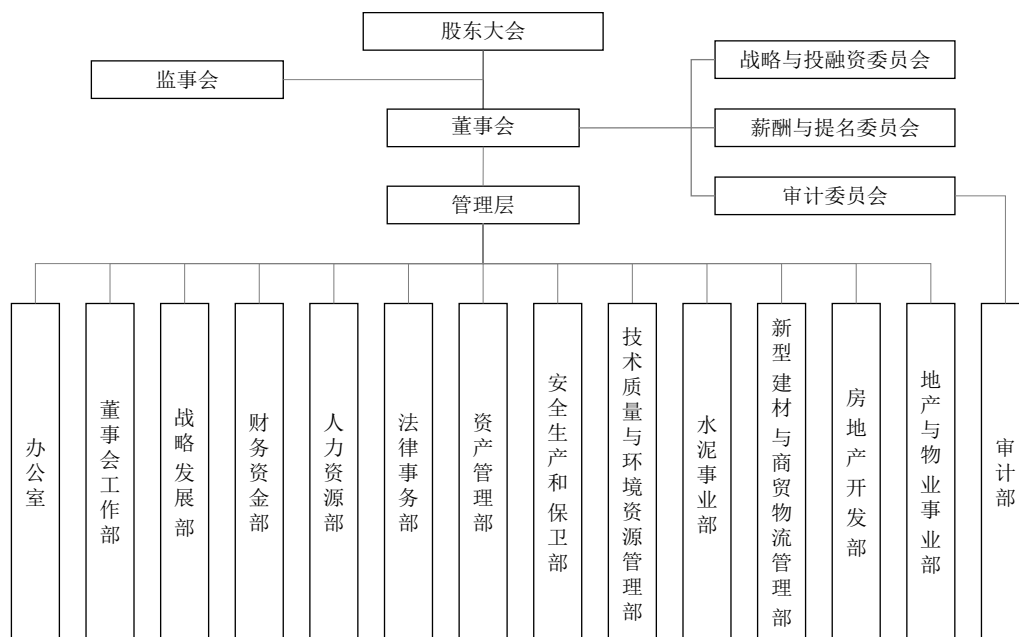 股东大会
监事会
战略与投融资委员会
董事会
薪酬与提名委员会
管理层
审计委员会
办公室
董事会工作部
战略发展部
财务资金部
人力资源部
法律事务部
资产管理部
安全生产和保卫部
技术质量与环境资源管理部
水泥事业部
新型建材与商贸物流管理部
房地产开发部
地产与物业事业部
审计部